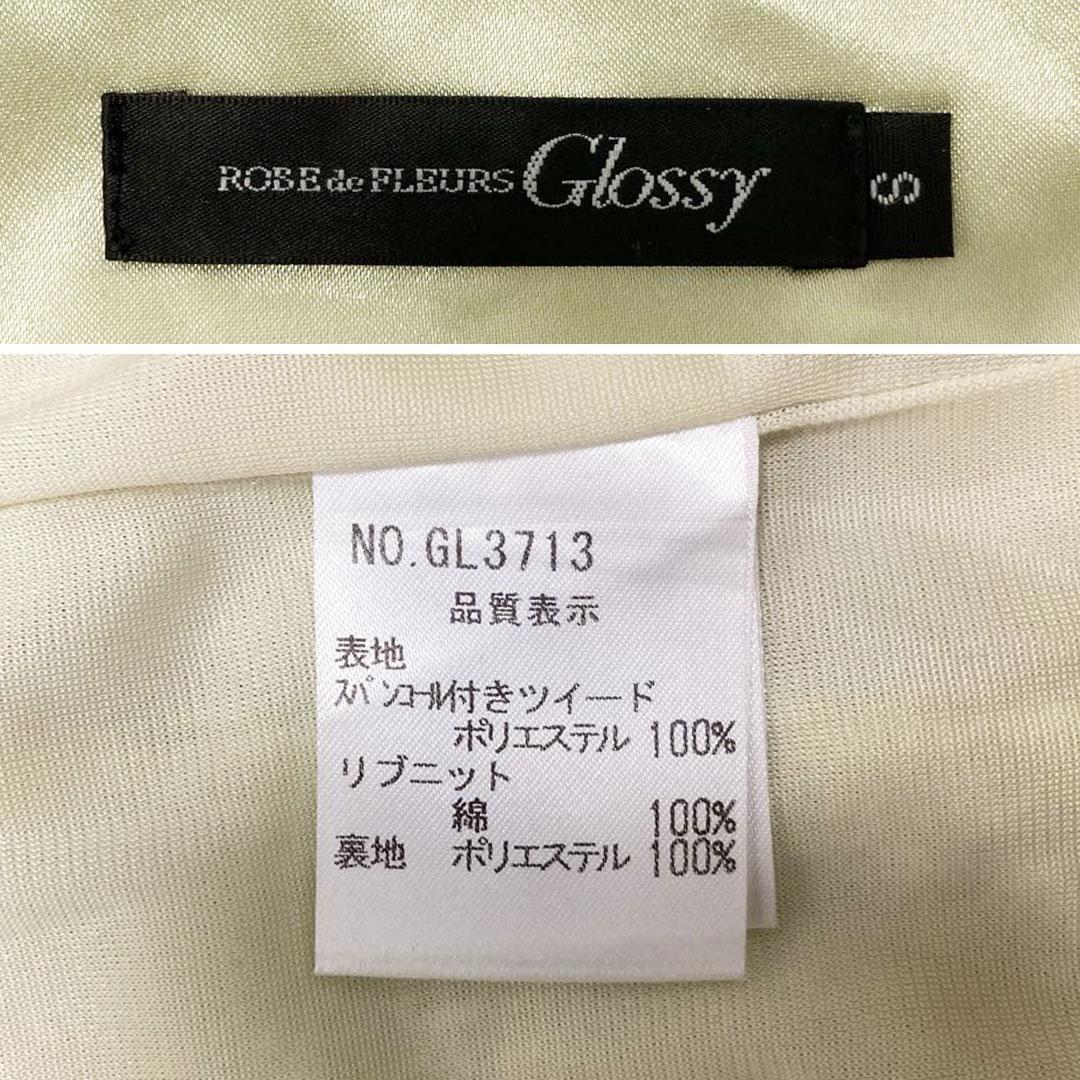 ROBE de FLEURS Glossy
S
NO.GL3713
品質表示
表地
ｽﾊﾟﾝｺｰﾙ付きツイード
ポリエステル 100%
リブニット
綿 100%
裏地 ポリエステル 100%